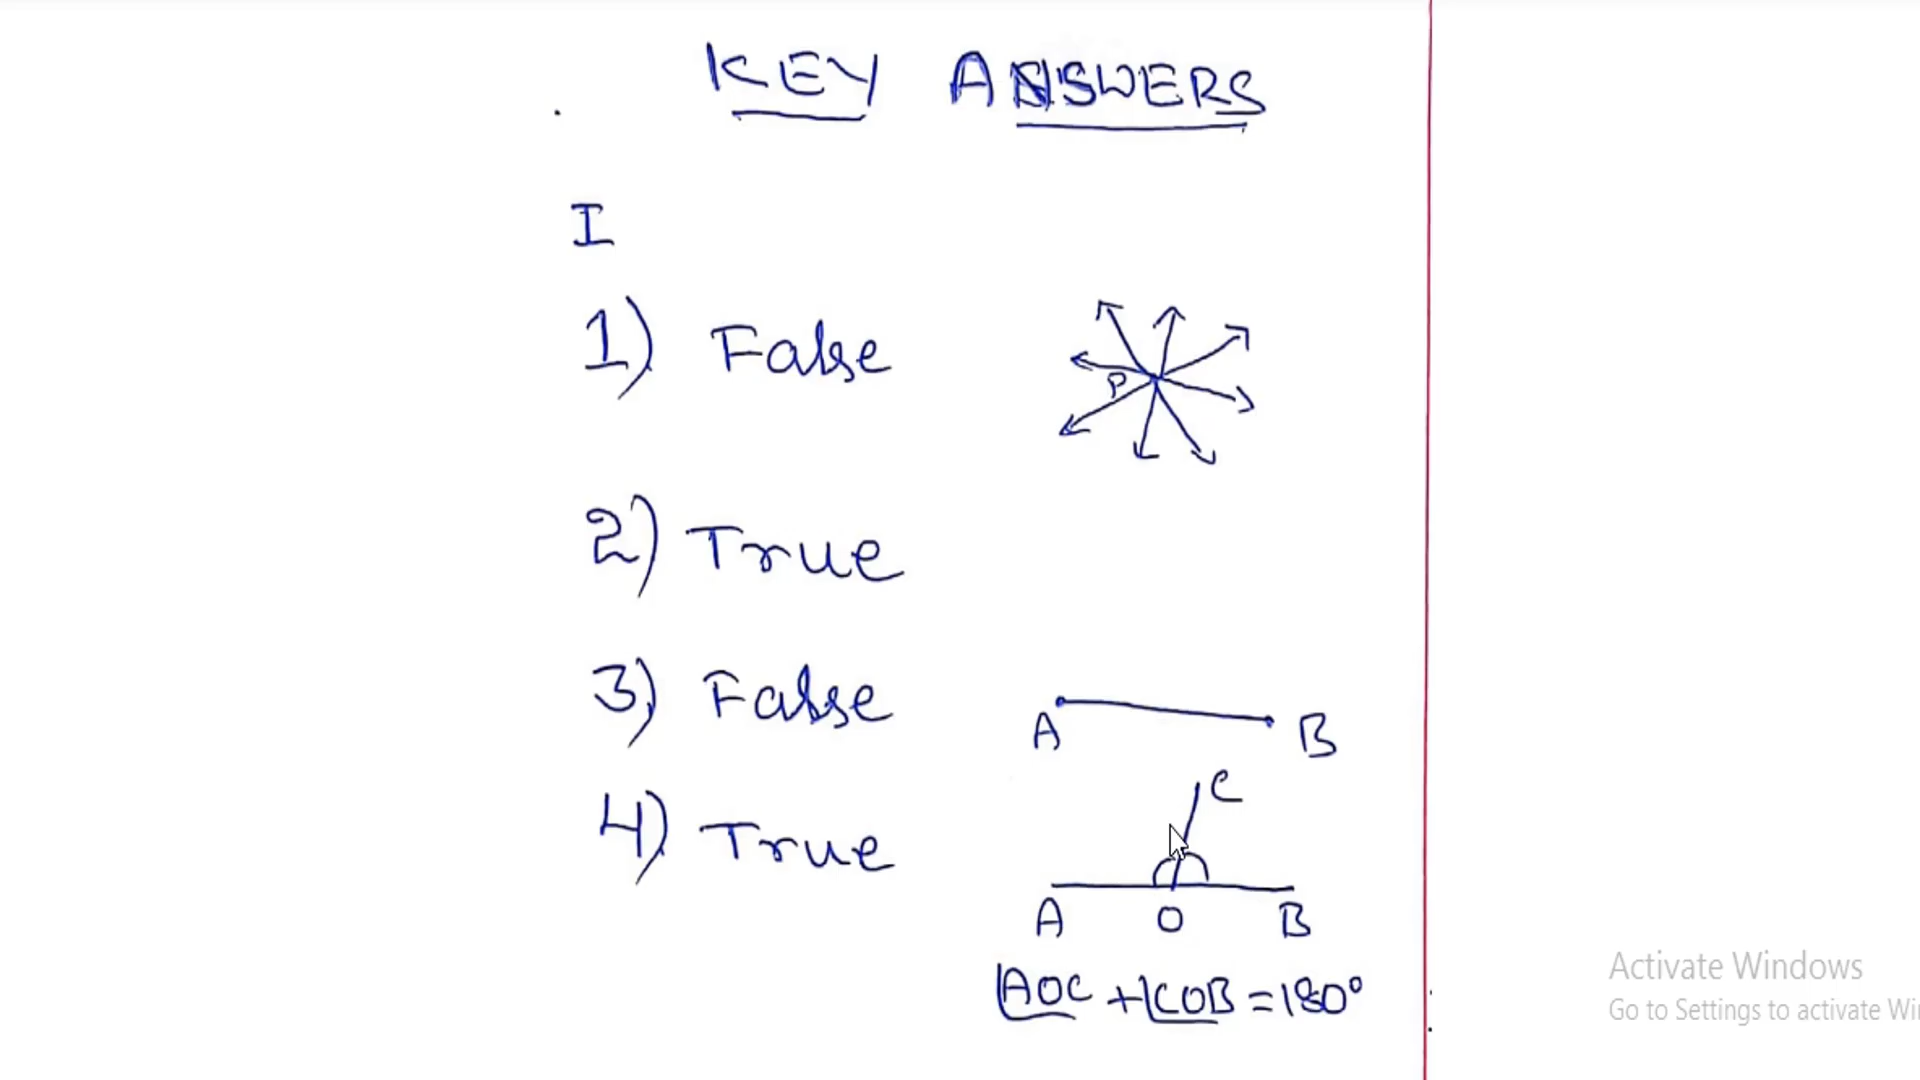 KEY ANSWERS
I
1) False
P
2) True
3) False
A B
C
4) True
A O B
∠AOC + ∠COB = 180°
Activate Windows
Go to Settings to activate Wi